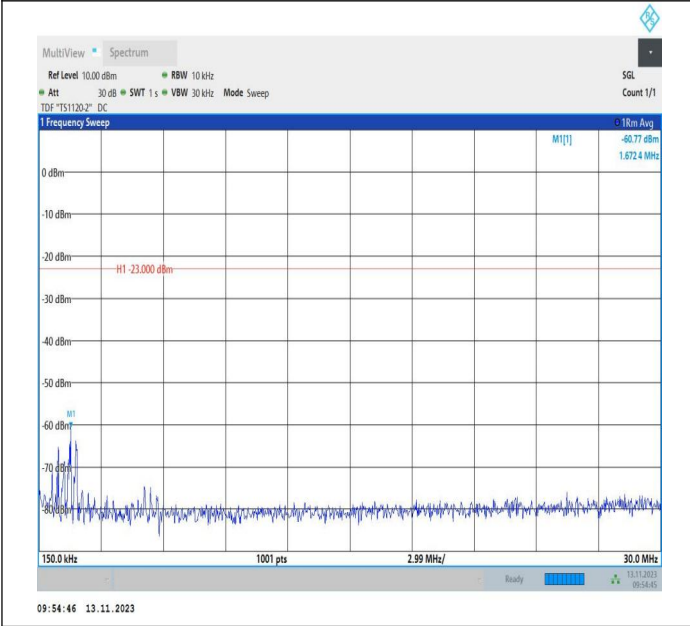 R S
MultiView Spectrum
Ref Level 10.00 dBm RBW 10 kHz SGL
Att 30 dB SWT 1 s VBW 30 kHz Mode Sweep Count 1/1
TDF "TS1120-2" DC
1 Frequency Sweep 1Rm Avg
M1[1] -60.77 dBm
1.672 4 MHz
0 dBm
-10 dBm
-20 dBm
H1 -23.000 dBm
-30 dBm
-40 dBm
-50 dBm
M1
-60 dBm
-70 dBm
-80 dBm
150.0 kHz 1001 pts 2.99 MHz/ 30.0 MHz
Ready 13.11.2023
09:54:45
09:54:46 13.11.2023